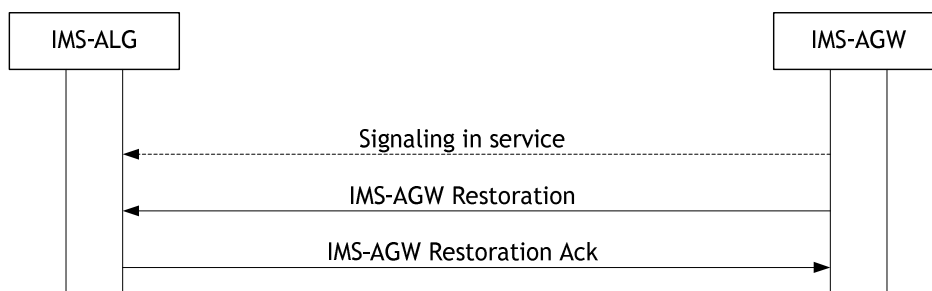 IMS-ALG
IMS-AGW
Signaling in service
IMS-AGW Restoration
IMS-AGW Restoration Ack